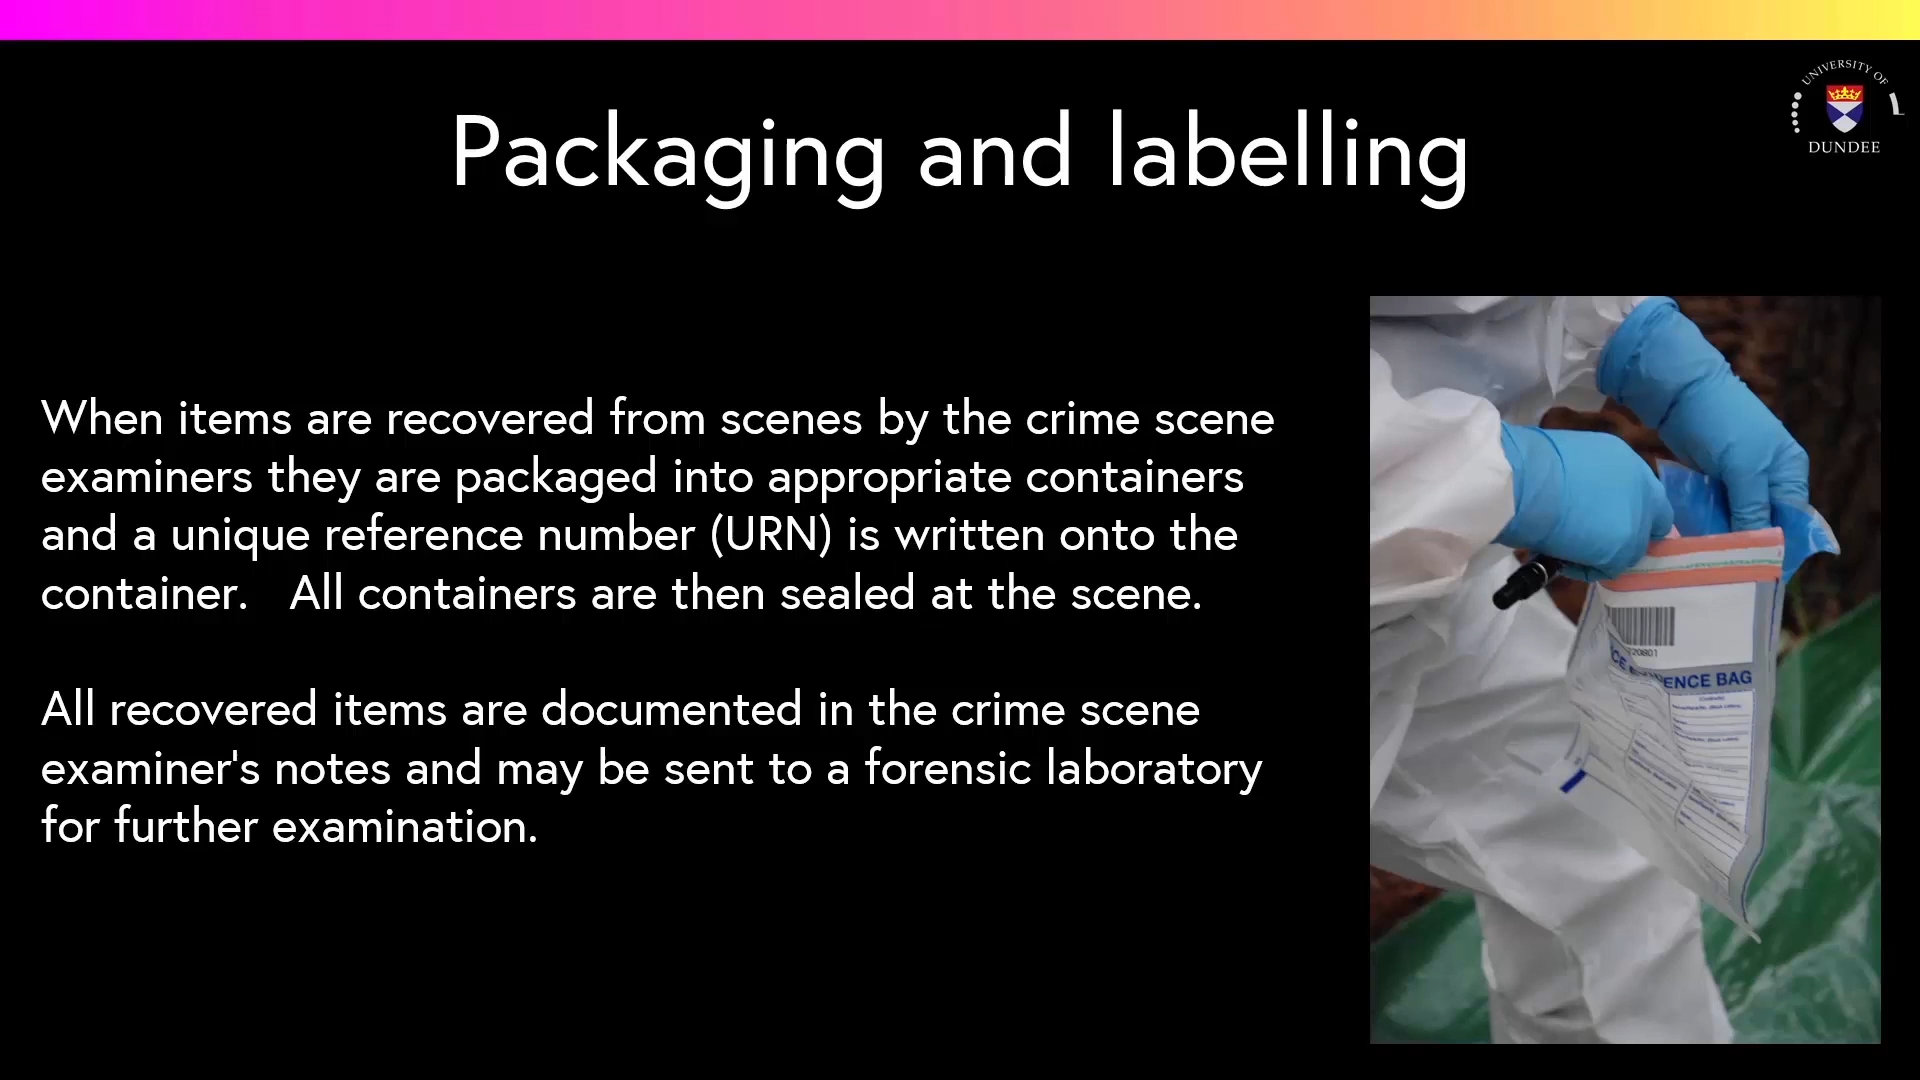 UNIVERSITY OF
DUNDEE
Packaging and labelling
When items are recovered from scenes by the crime scene
examiners they are packaged into appropriate containers
and a unique reference number (URN) is written onto the
container.   All containers are then sealed at the scene.
All recovered items are documented in the crime scene
examiner's notes and may be sent to a forensic laboratory
for further examination.
ENCE BAG